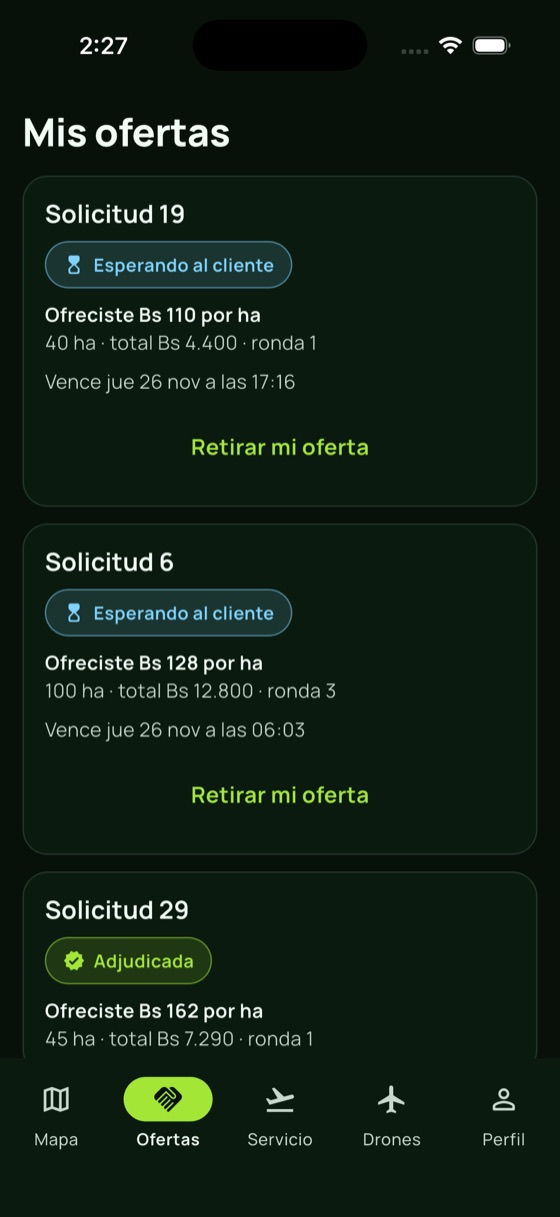 2:27
Mis ofertas
Solicitud 19
Esperando al cliente
Ofreciste Bs 110 por ha
40 ha · total Bs 4.400 · ronda 1
Vence jue 26 nov a las 17:16
Retirar mi oferta
Solicitud 6
Esperando al cliente
Ofreciste Bs 128 por ha
100 ha · total Bs 12.800 · ronda 3
Vence jue 26 nov a las 06:03
Retirar mi oferta
Solicitud 29
Adjudicada
Ofreciste Bs 162 por ha
45 ha · total Bs 7.290 · ronda 1
Mapa Ofertas Servicio Drones Perfil